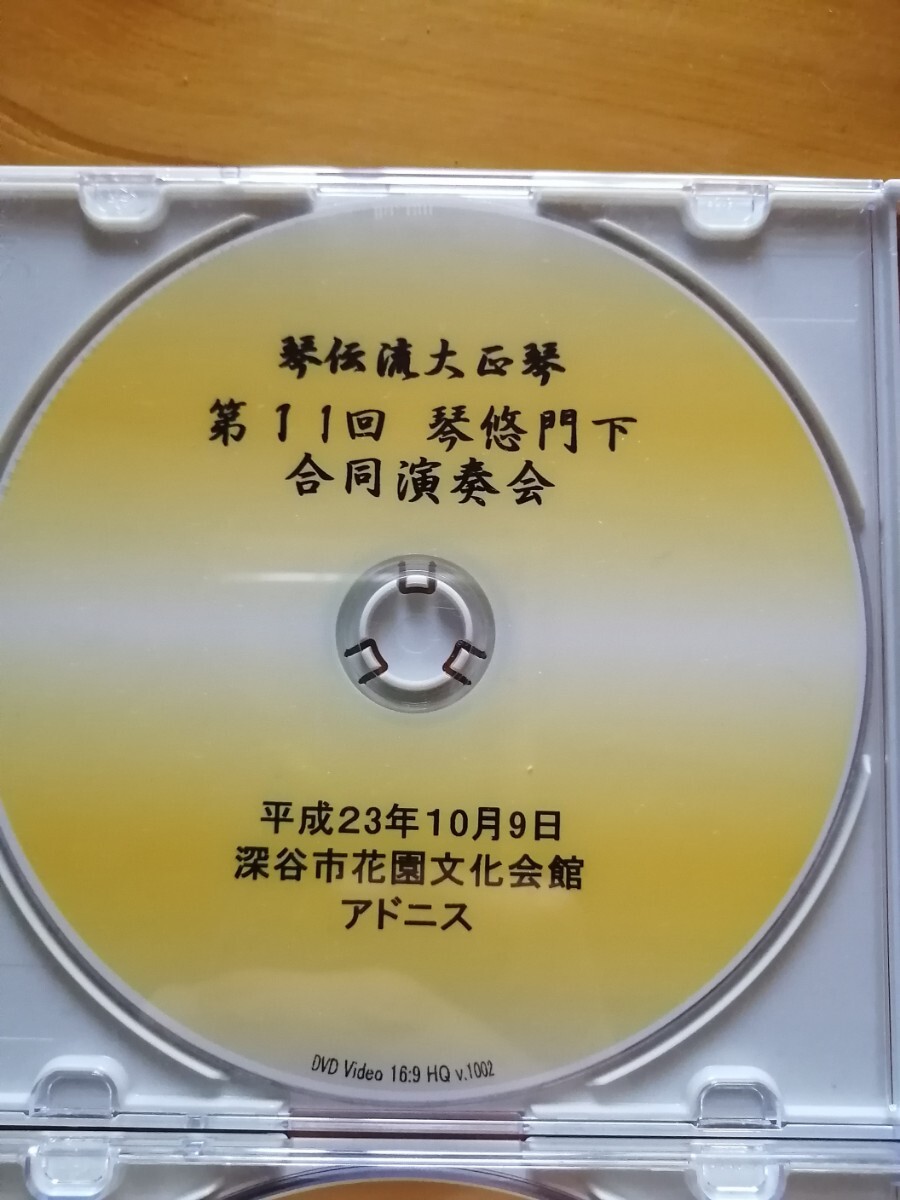 琴伝流大正琴
第11回 琴悠門下
合同演奏会
平成23年10月9日
深谷市花園文化会館
アドニス
DVD Video 16:9 HQ v.1002